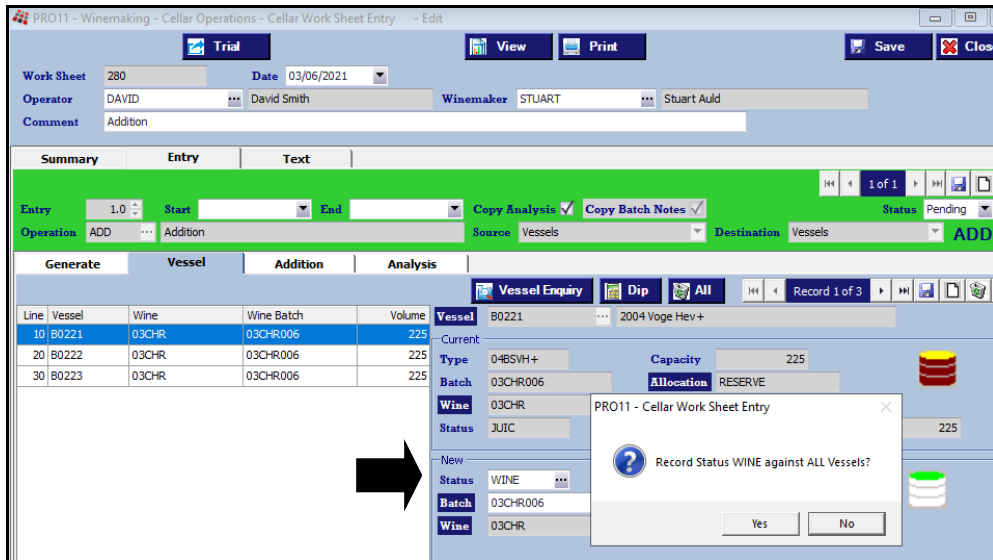 PRO11 - Winemaking - Cellar Operations - Cellar Work Sheet Entry - Edit
Trial View Print Save Close
Work Sheet 280 Date 03/06/2021
Operator DAVID ... David Smith Winemaker STUART ... Stuart Auld
Comment Addition
Summary Entry Text
1 of 1
Entry 1.0 Start End Copy Analysis Copy Batch Notes Status Pending
Operation ADD ... Addition Source Vessels Destination Vessels ADD
Generate Vessel Addition Analysis
Vessel Enquiry Dip All Record 1 of 3
Line Vessel Wine Wine Batch Volume Vessel B0221 ... 2004 Voge Hev+
10 B0221 03CHR 03CHR006 225 Current
20 B0222 03CHR 03CHR006 225 Type 04BSVH+ Capacity 225
30 B0223 03CHR 03CHR006 225 Batch 03CHR006 Allocation RESERVE
Wine 03CHR PRO11 - Cellar Work Sheet Entry
Status JUIC 225
New
Record Status WINE against ALL Vessels?
Status WINE ...
Batch 03CHR006
Wine 03CHR Yes No